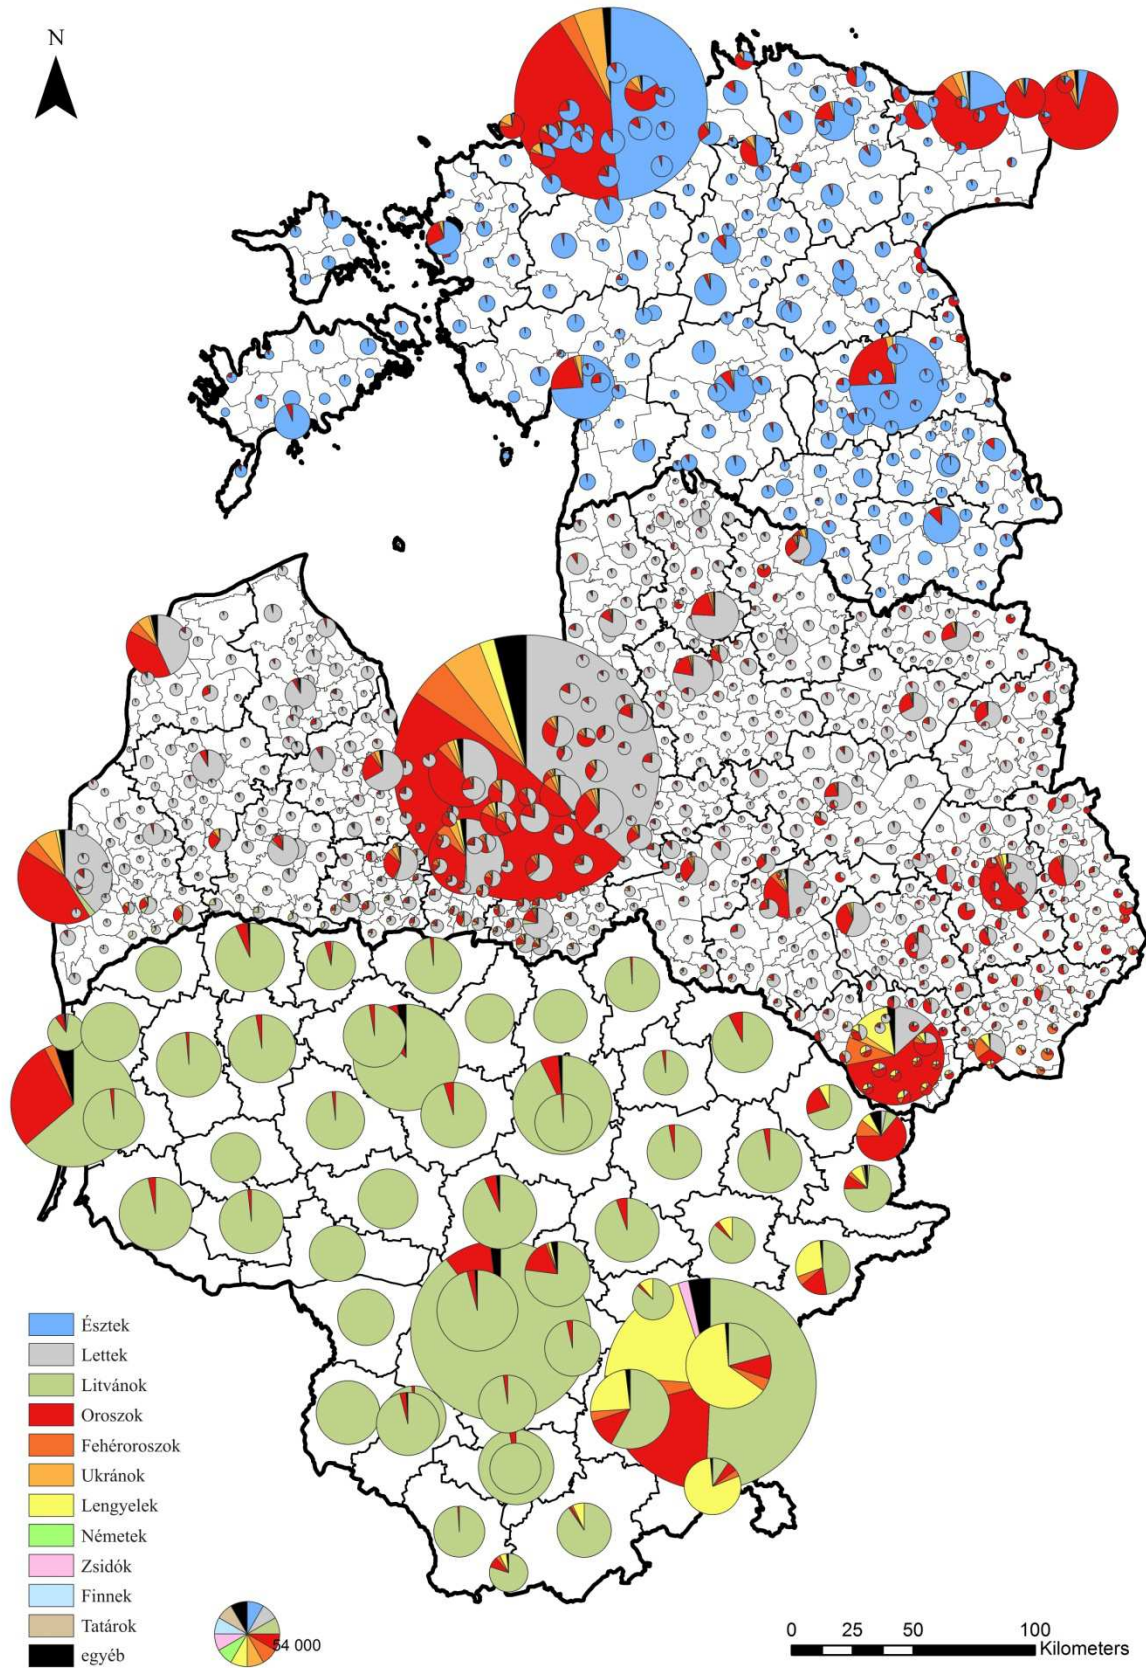 N
Észtek
Lettek
Litvánok
Oroszok
Fehéroroszok
Ukránok
Lengyelek
Németek
Zsidók
Finnek
Tatárok
egyéb
54 000
0 25 50 100
Kilometers